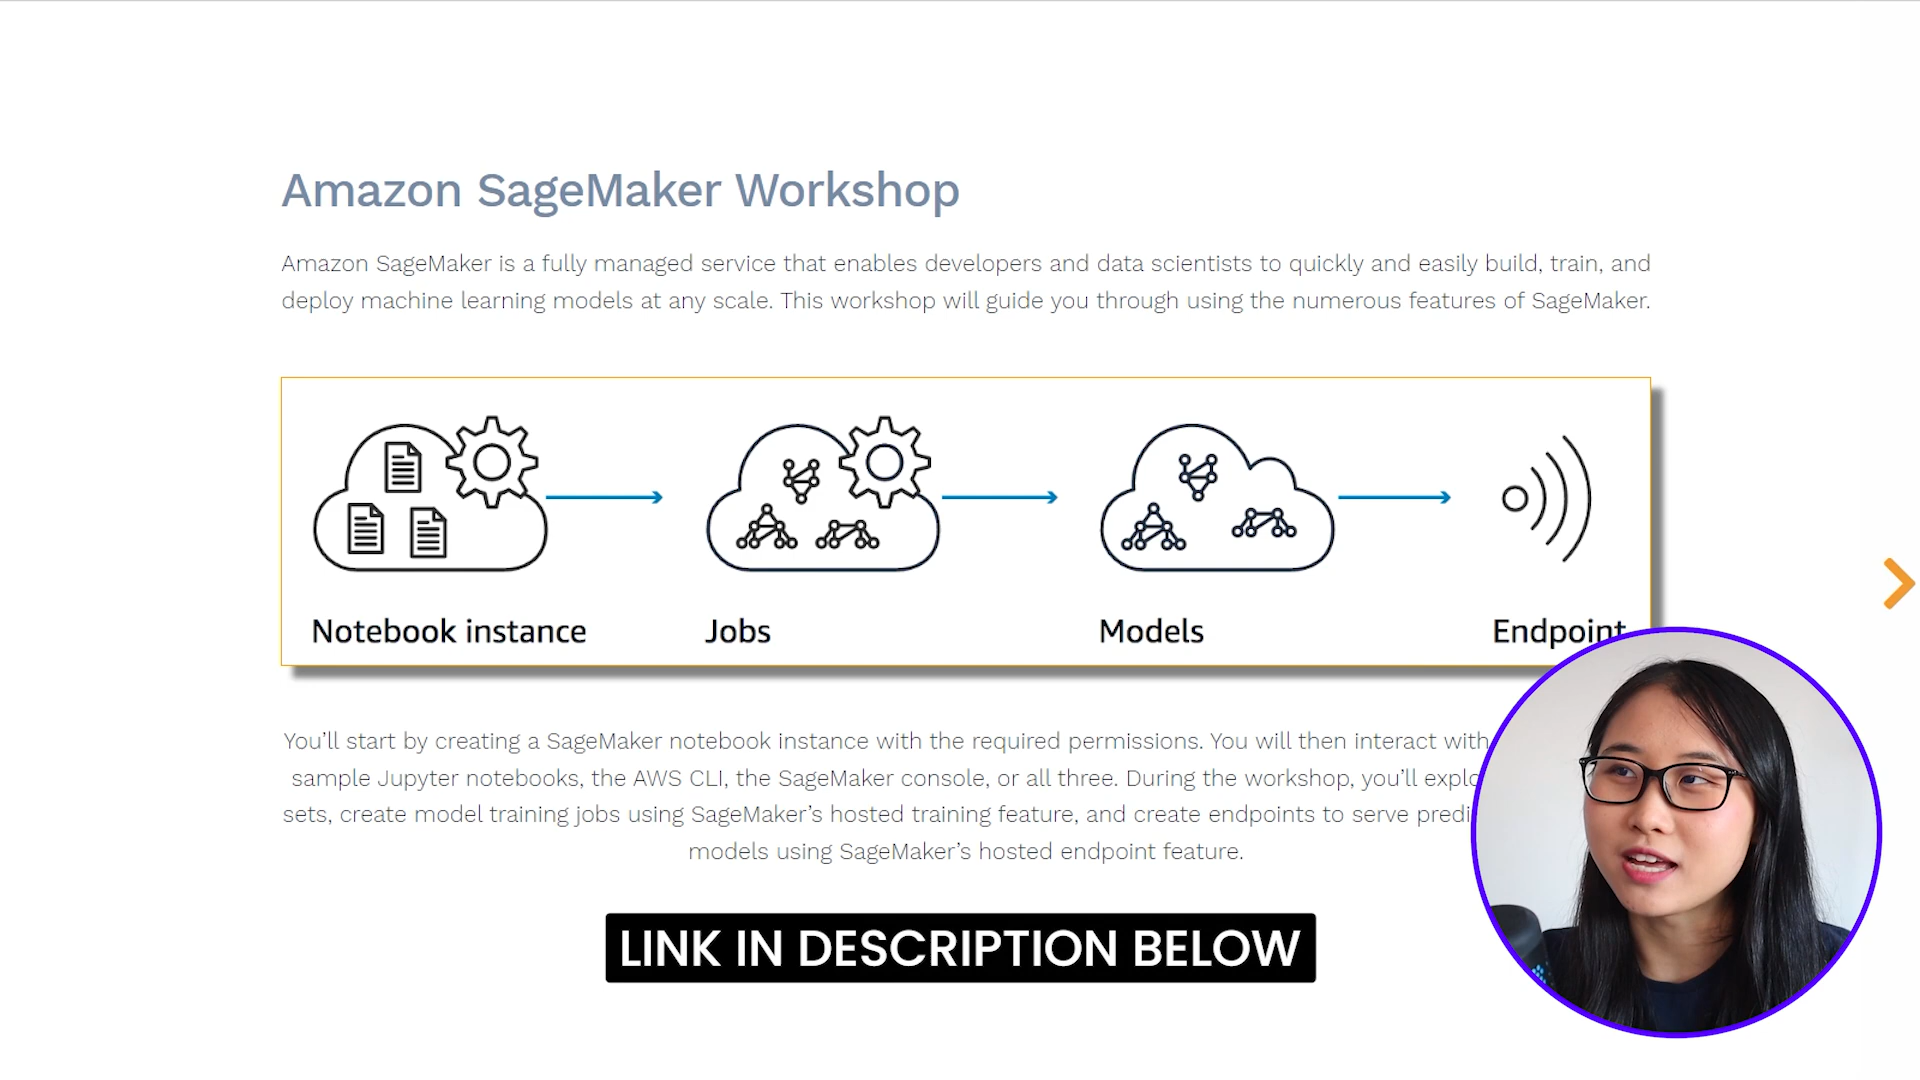 Amazon SageMaker Workshop
Amazon SageMaker is a fully managed service that enables developers and data scientists to quickly and easily build, train, and
deploy machine learning models at any scale. This workshop will guide you through using the numerous features of SageMaker.
Notebook instance
Jobs
Models
Endpoint
You’ll start by creating a SageMaker notebook instance with the required permissions. You will then interact with
sample Jupyter notebooks, the AWS CLI, the SageMaker console, or all three. During the workshop, you’ll
sets, create model training jobs using SageMaker’s hosted training feature, and create endpoints to serve
models using SageMaker’s hosted endpoint feature.
LINK IN DESCRIPTION BELOW